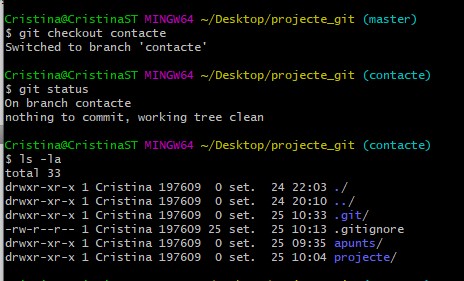 Cristina@CristinaST MINGW64 ~/Desktop/projecte_git (master)
$ git checkout contacte
Switched to branch 'contacte'
Cristina@CristinaST MINGW64 ~/Desktop/projecte_git (contacte)
$ git status
On branch contacte
nothing to commit, working tree clean
Cristina@CristinaST MINGW64 ~/Desktop/projecte_git (contacte)
$ ls -la
total 33
drwxr-xr-x 1 Cristina 197609  0 set.  24 22:03 ./
drwxr-xr-x 1 Cristina 197609  0 set.  24 20:10 ../
drwxr-xr-x 1 Cristina 197609  0 set.  25 10:33 .git/
-rw-r--r-- 1 Cristina 197609 25 set.  25 10:13 .gitignore
drwxr-xr-x 1 Cristina 197609  0 set.  25 09:35 apunts/
drwxr-xr-x 1 Cristina 197609  0 set.  25 10:04 projecte/